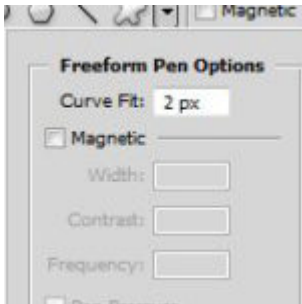 Magnetic
Freeform Pen Options
Curve Fit: 2 px
Magnetic
Width:
Contrast:
Frequency: